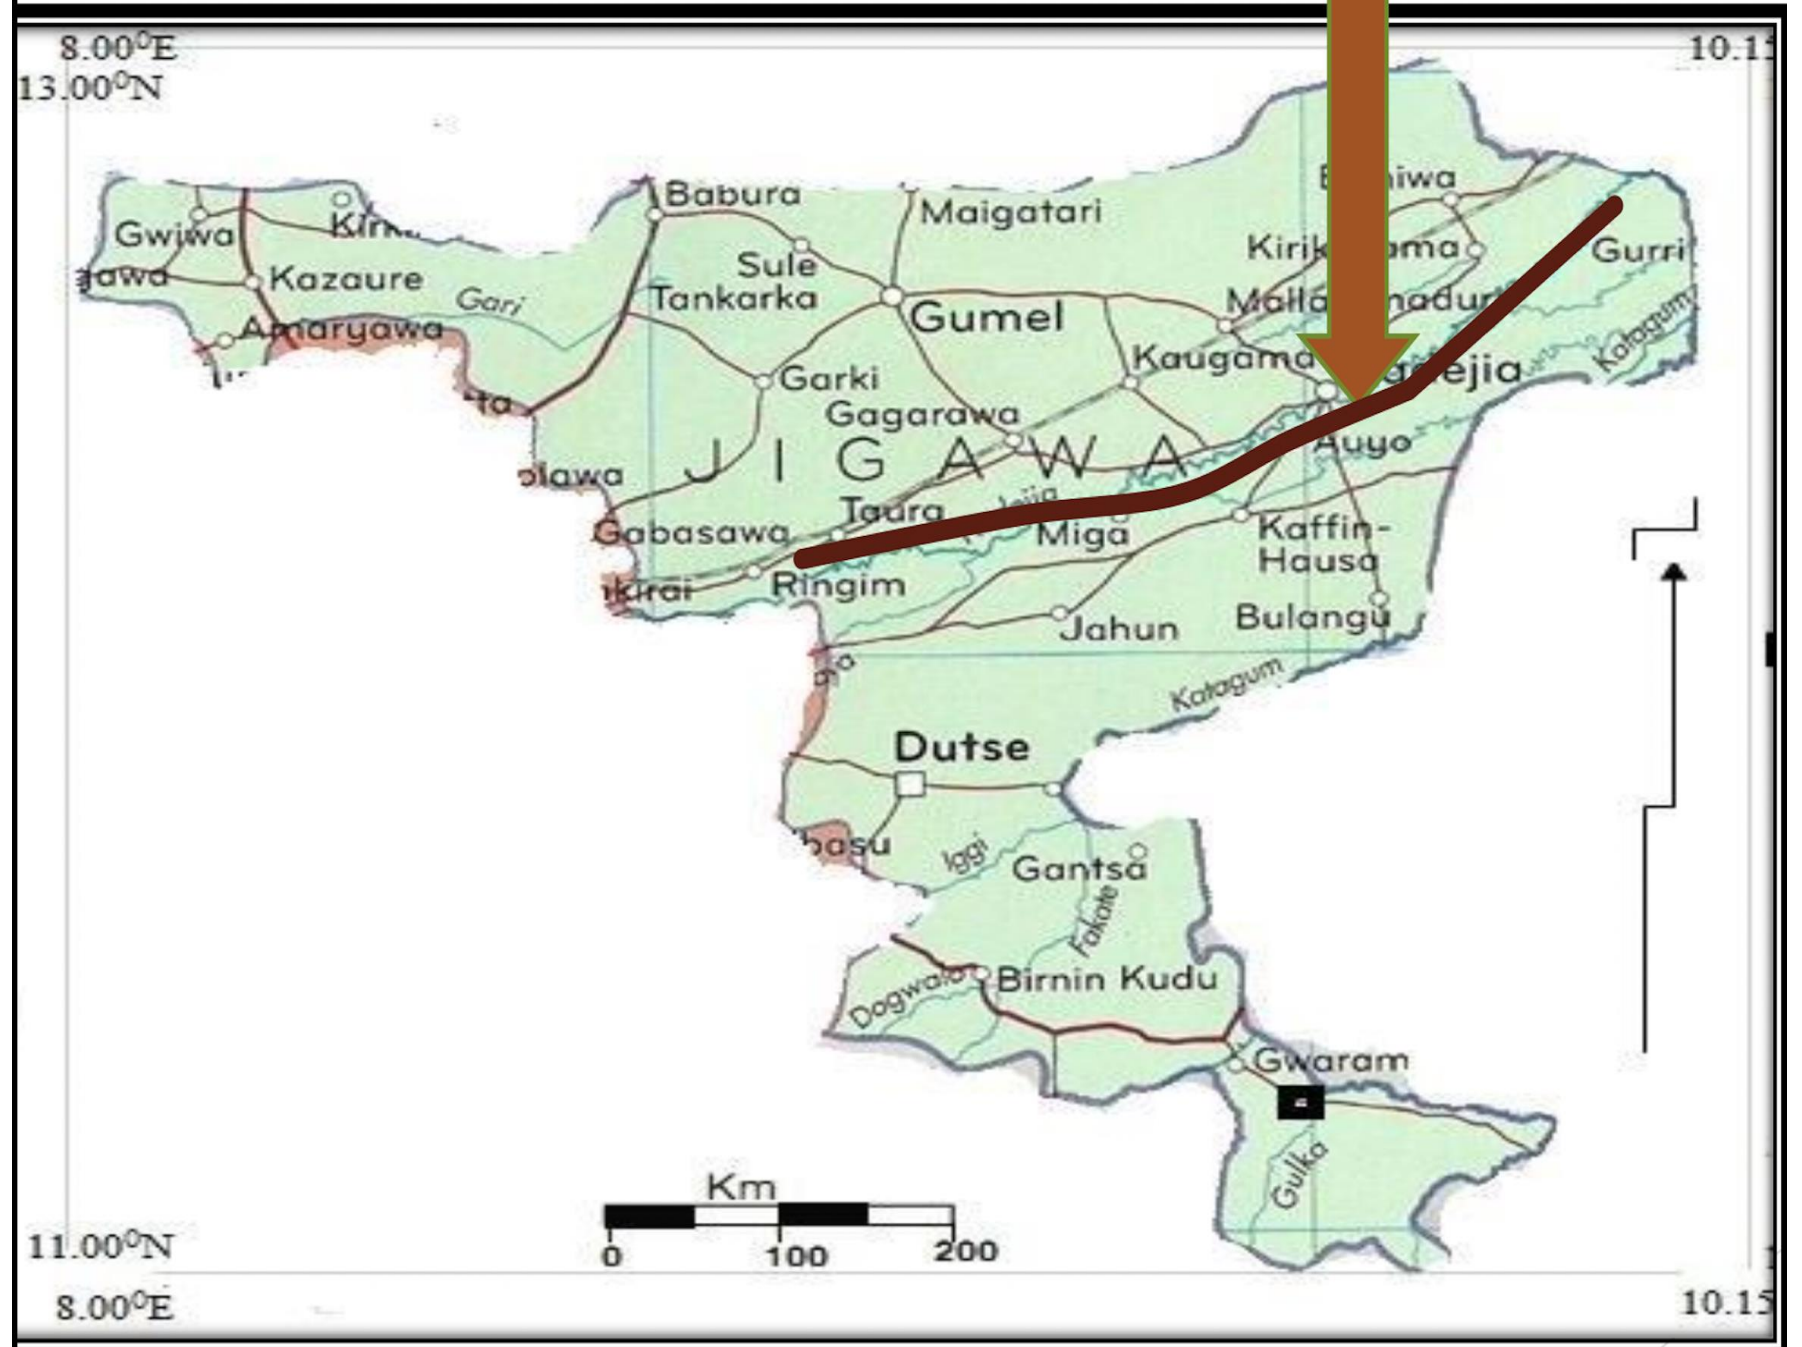 8.00⁰E
10.1
13.00⁰N
Babura
Maigatari
Gwiwa
Kazaure
Gari
Sule
Tankarka
Gumel
Gurri
Amaryawa
Kaugama
Katagum
Garki
Gagarawa
JIGAWA
Auyo
Taura
Gabasawa
Miga
Kaffin-
Hausa
Ringim
Jahun
Bulangu
Katagum
Dutse
Iggi
Gantsa
Fakate
Birnin Kudu
Gwaram
Gulka
Km
0 100 200
11.00⁰N
8.00⁰E
10.15